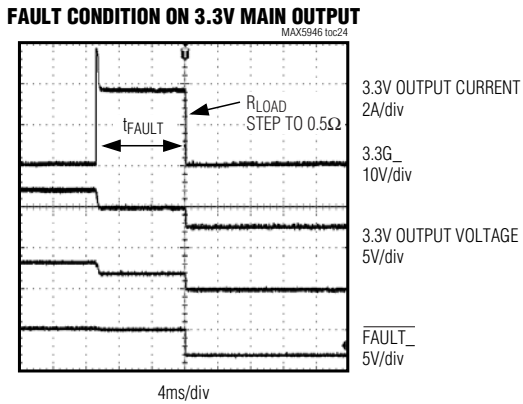 FAULT CONDITION ON 3.3V MAIN OUTPUT
MAX5946 toc24
3.3V OUTPUT CURRENT
2A/div
RLOAD
STEP TO 0.5Ω
tFAULT
3.3G_
10V/div
3.3V OUTPUT VOLTAGE
5V/div
FAULT_
5V/div
4ms/div